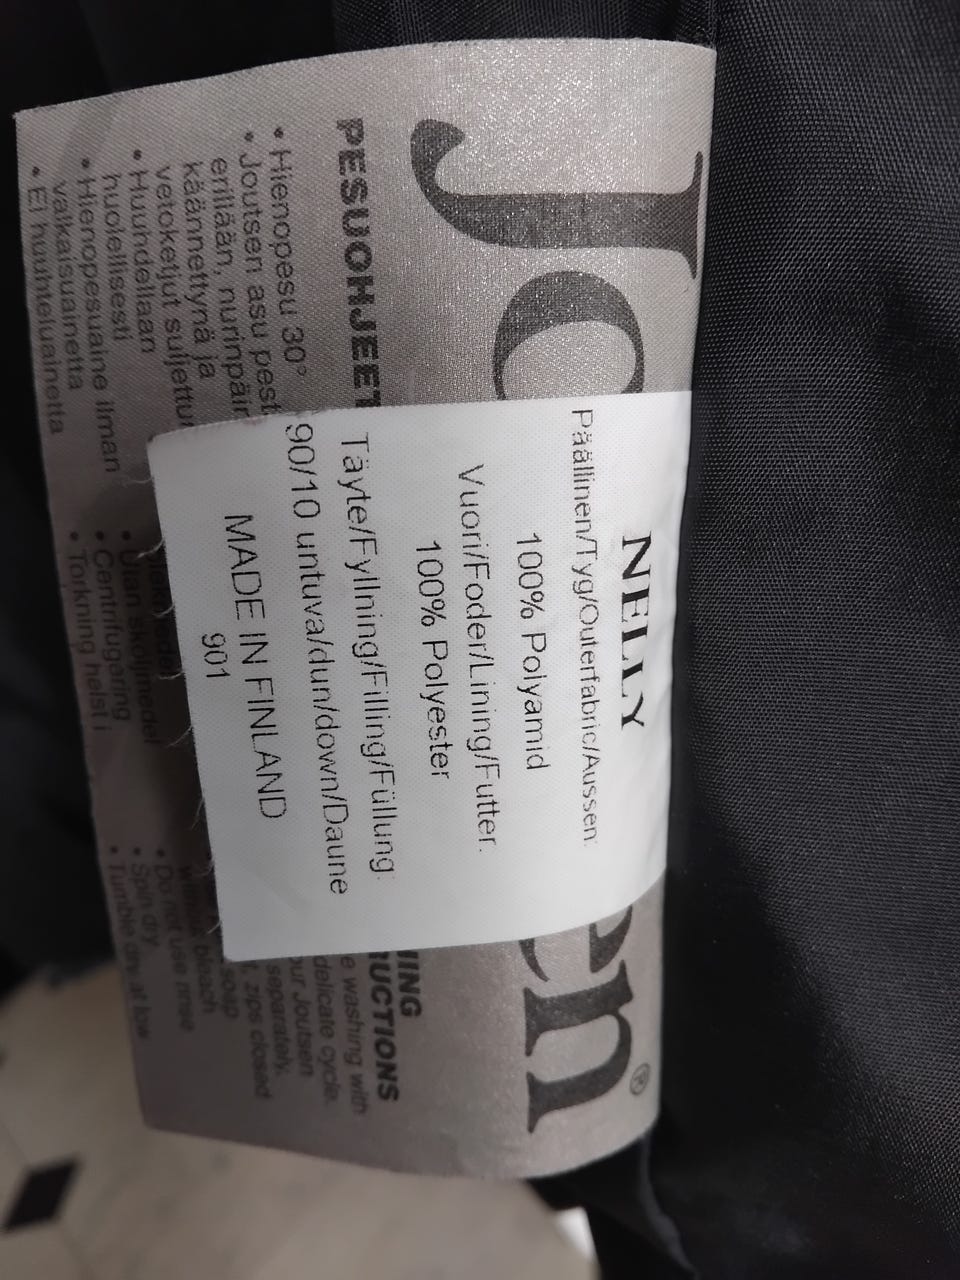 NELLY
Päällinen/Tyg/Outerfabric/Aussen:
100% Polyamid
Vuori/Foder/Lining/Futter:
100% Polyester
Täyte/Fyllning/Filling/Füllung:
90/10 untuva/dun/down/Daune
MADE IN FINLAND
901
Jo
en®
PESUOHJEET
• Hienopesu 30°
• Joutsen asu pest
erillään, nurinpäin
käännettynä ja
vetoketjut suljettuna
• Huuhdellaan
huolellisesti
• Hienopesuaine ilman
valkaisuainetta
• Ei huuhteluainetta
• Utan sköljmedel
• Centrifugering
• Torkning helst i
ING
RUCTIONS
e washing with
delicate cycle.
our Joutsen
separately,
zips closed
soap
bleach
• Do not use rinse
• Spin dry
• Tumble dry at low